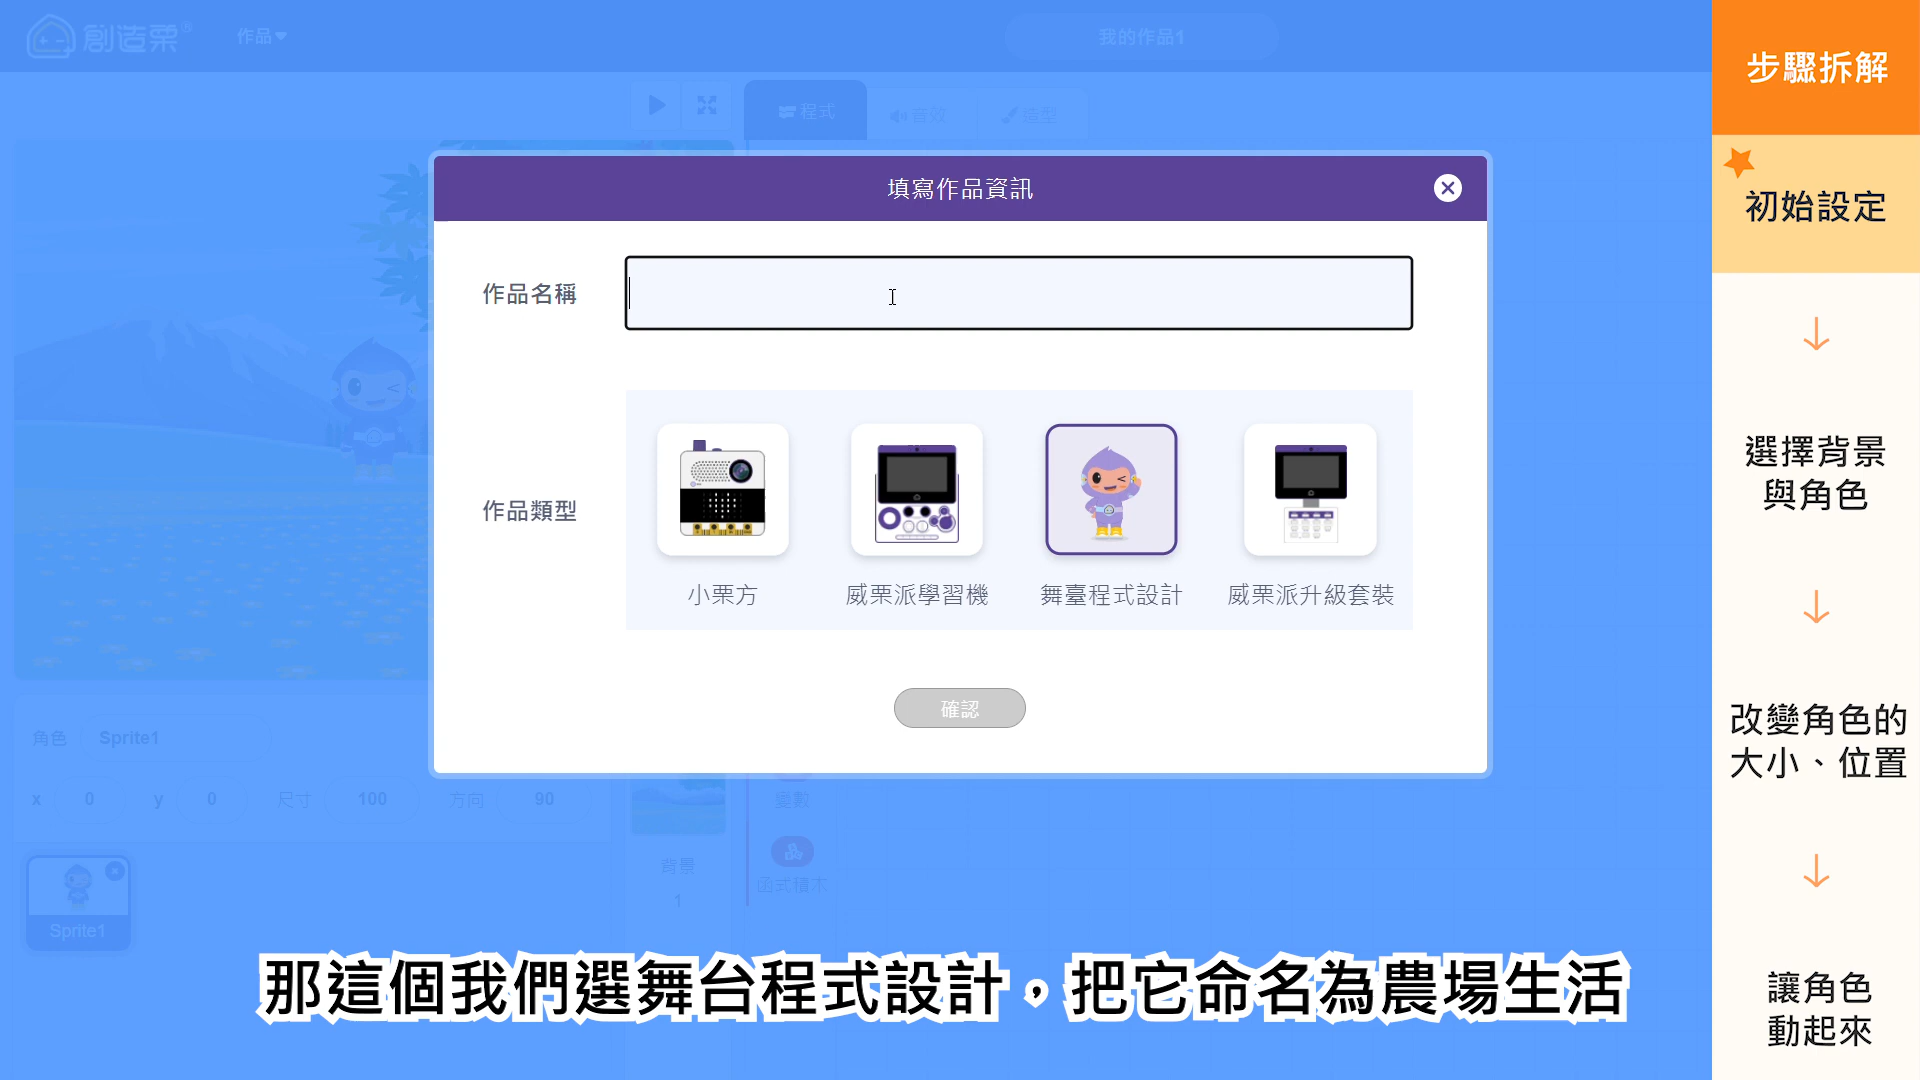 創造栗®
作品
我的作品1
程式
音效
造型
填寫作品資訊
作品名稱
作品類型
小栗方
威栗派學習機
舞臺程式設計
威栗派升級套裝
確認
角色 Sprite1
x 0 y 0 尺寸 100 方向 90
Sprite1
背景
1
變數
函式積木
那這個我們選舞台程式設計，把它命名為農場生活
步驟拆解
初始設定
↓
選擇背景
與角色
↓
改變角色的
大小、位置
↓
讓角色
動起來